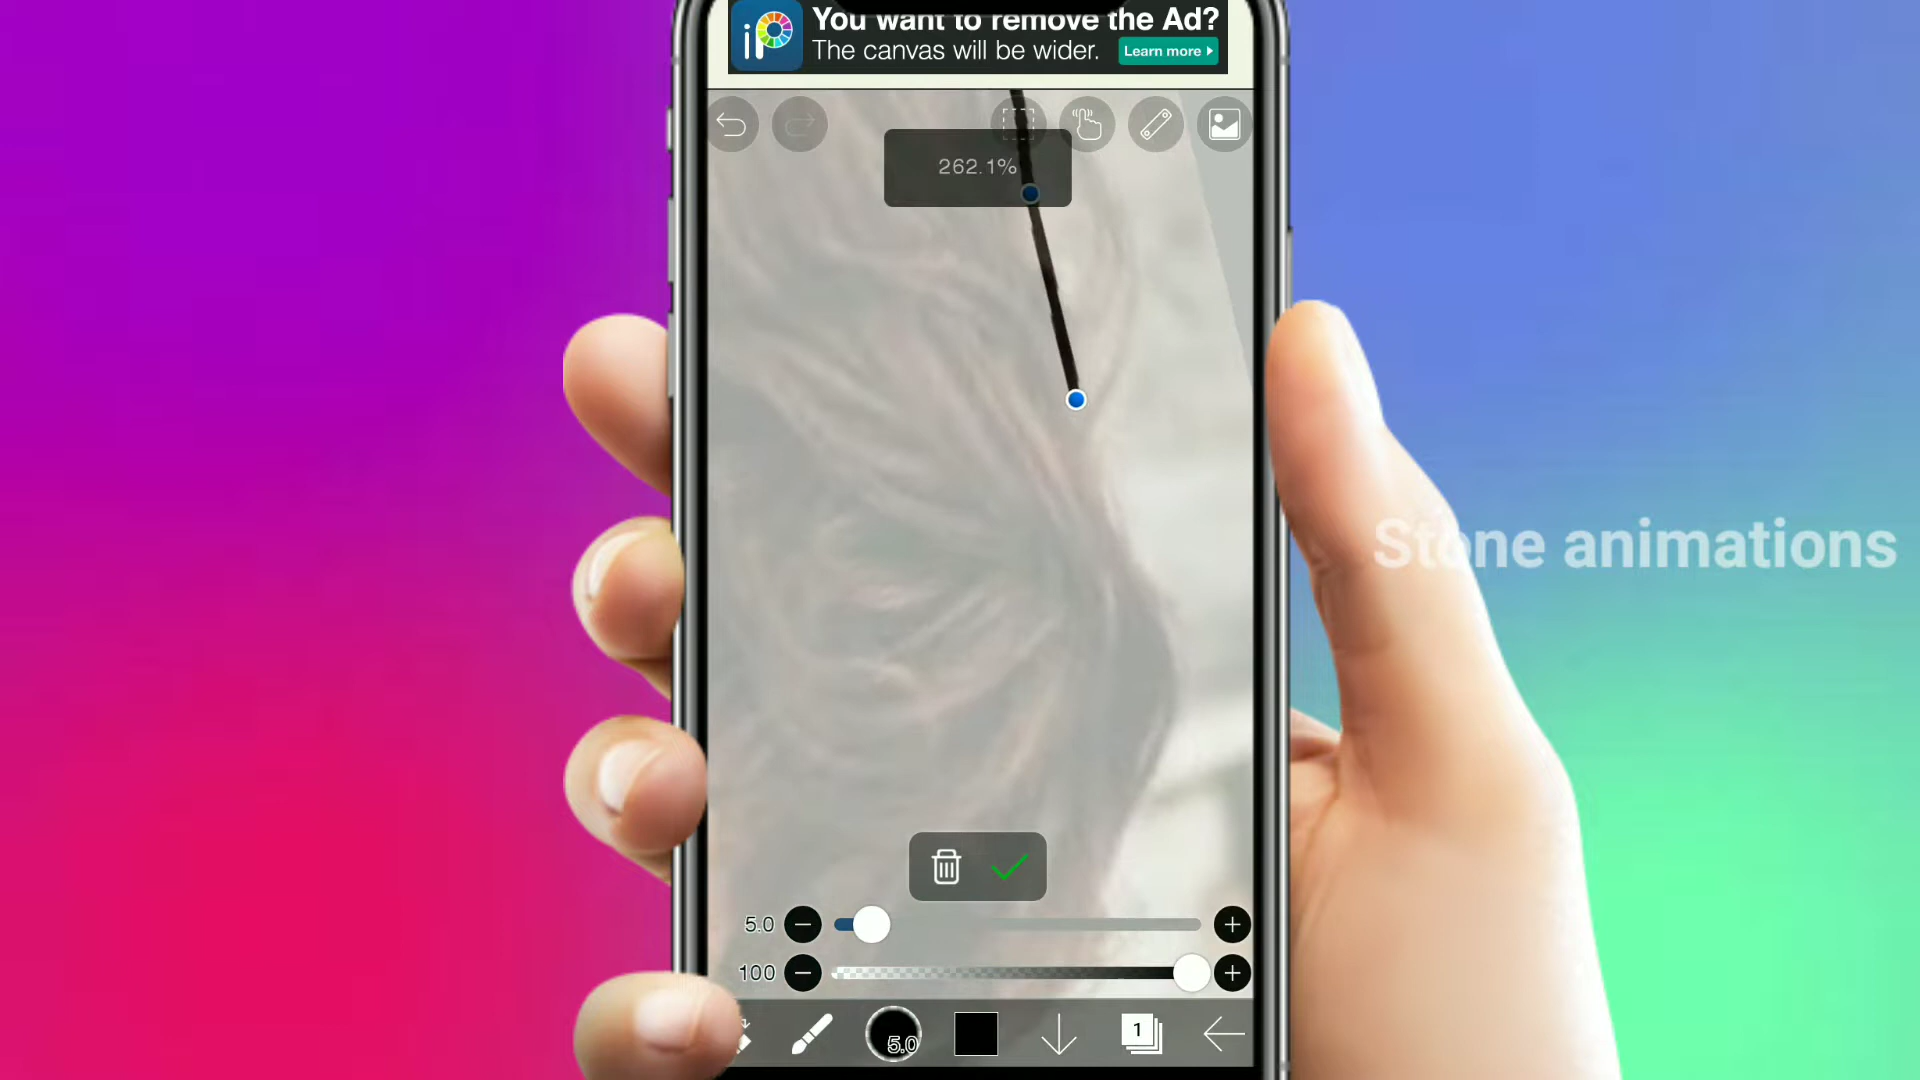 iP
You want to remove the Ad?
The canvas will be wider.
Learn more
262.1%
Stone animations
5.0
100
5.0
1